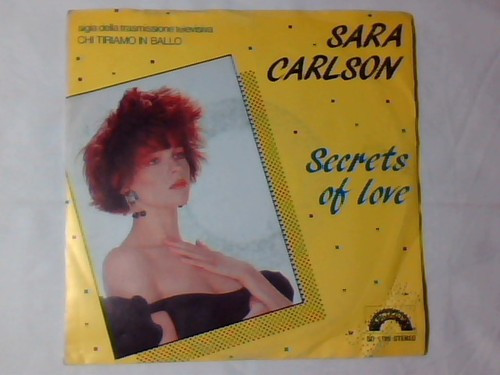 sigla della trasmissione televisiva
CHI TIRIAMO IN BALLO
SARA
CARLSON
Secrets
of love
STEREO